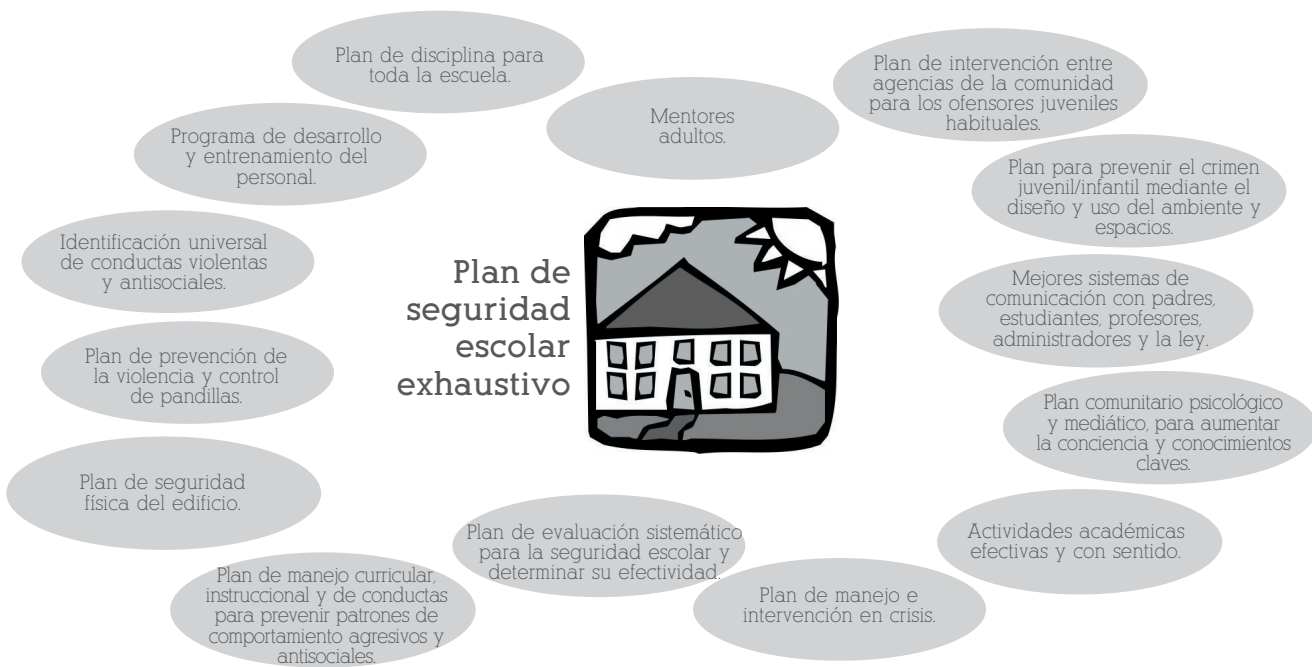 Plan de disciplina para
toda la escuela.
Mentores
adultos.
Plan de intervención entre
agencias de la comunidad
para los ofensores juveniles
habituales.
Programa de desarrollo
y entrenamiento del
personal.
Plan para prevenir el crimen
juvenil/infantil mediante el
diseño y uso del ambiente y
espacios.
Identificación universal
de conductas violentas
y antisociales.
Plan de
seguridad
escolar
exhaustivo
Mejores sistemas de
comunicación con padres,
estudiantes, profesores,
administradores y la ley.
Plan de prevención de
la violencia y control
de pandillas.
Plan comunitario psicológico
y mediático, para aumentar
la conciencia y conocimientos
claves.
Plan de seguridad
física del edificio.
Plan de evaluación sistemático
para la seguridad escolar y
determinar su efectividad.
Actividades académicas
efectivas y con sentido.
Plan de manejo curricular,
instruccional y de conductas
para prevenir patrones de
comportamiento agresivos y
antisociales.
Plan de manejo e
intervención en crisis.